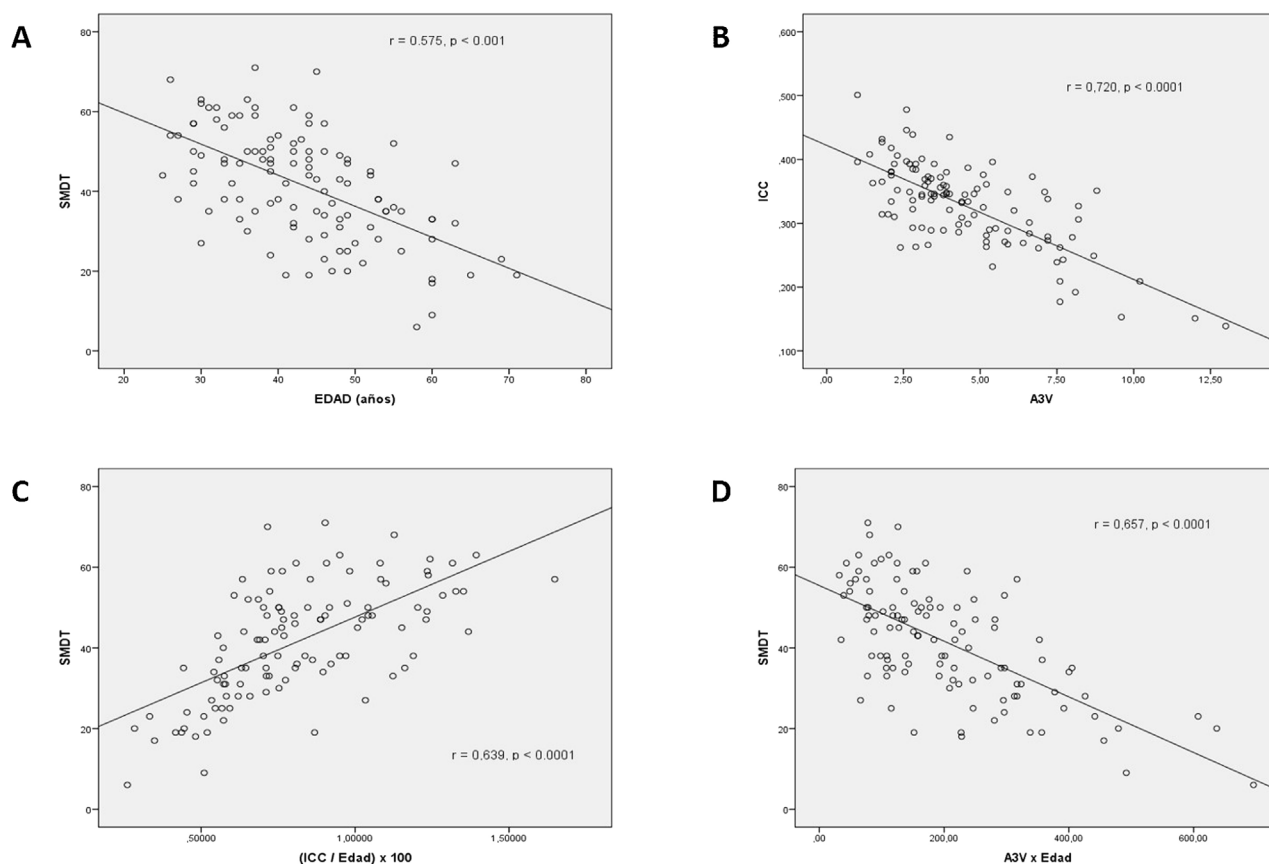 A
r = 0.575, p < 0.001
SMDT
80
60
40
20
0
20 30 40 50 60 70 80
EDAD (años)
B
r = 0,720, p < 0.0001
ICC
,600
,500
,400
,300
,200
,100
,00 2,50 5,00 7,50 10,00 12,50
A3V
C
r = 0,639, p < 0.0001
SMDT
80
60
40
20
0
,50000 1,00000 1,50000
(ICC / Edad) x 100
D
r = 0,657, p < 0.0001
SMDT
80
60
40
20
0
,00 200,00 400,00 600,00
A3V x Edad